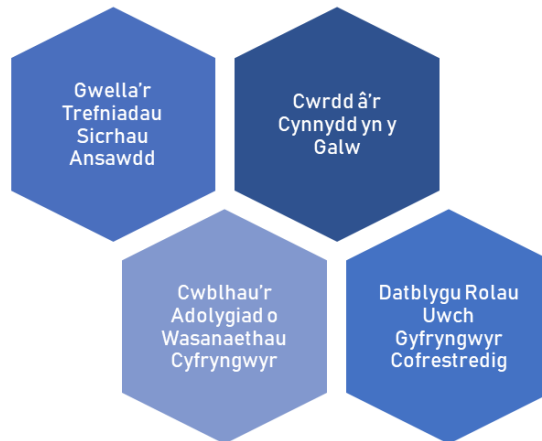 Gwella’r
Trefniadau
Sicrhau
Ansawdd
Cwrdd â’r
Cynnydd yn y
Galw
Cwblhau’r
Adolygiad o
Wasanaethau
Cyfryngwyr
Datblygu Rolau
Uwch
Gyfryngwyr
Cofrestredig